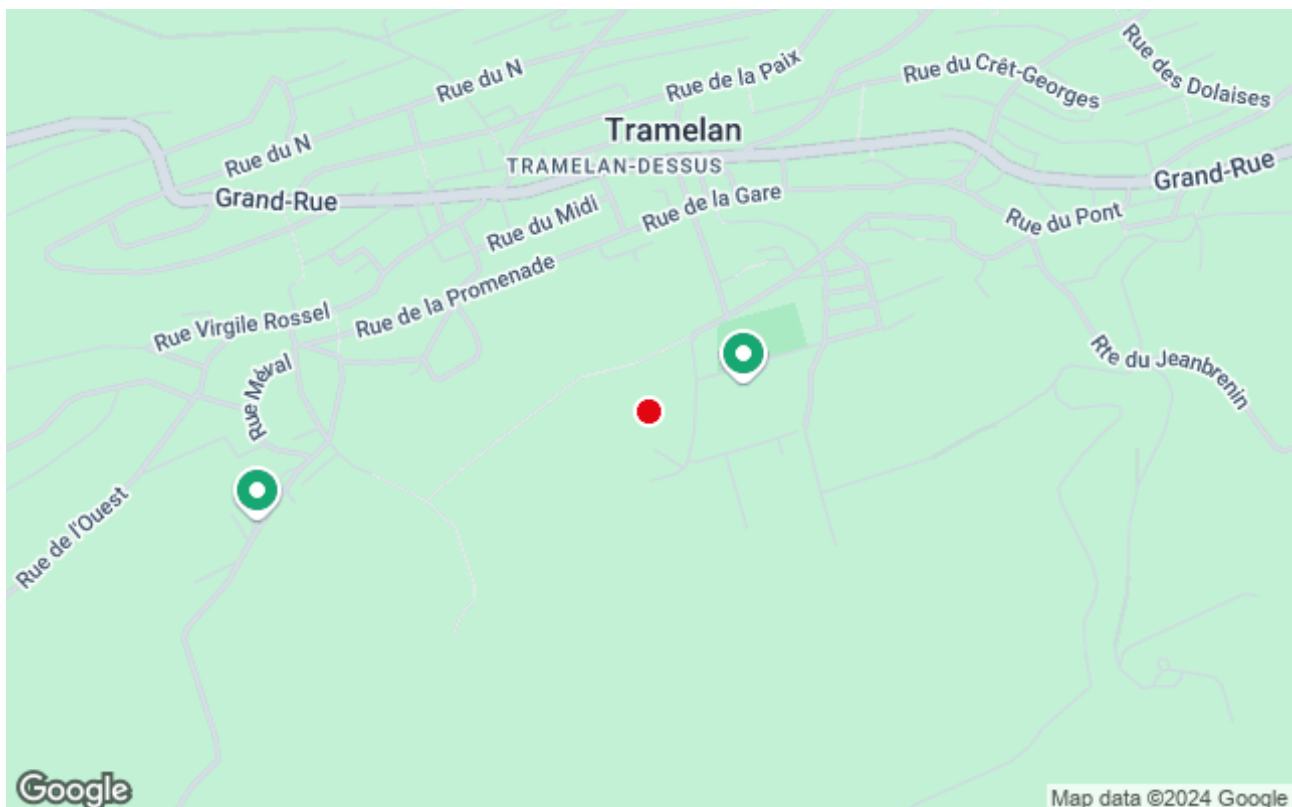 Rue des Dolaises
Rue du N
Rue de la Paix
Rue du Crêt-Georges
Tramelan
TRAMELAN-DESSUS
Rue du N
Grand-Rue
Grand-Rue
Rue du Midi
Rue de la Gare
Rue du Pont
Rue de la Promenade
Rue Virgile Rossel
Rte du Jeanbrenin
Rue Méval
Rue de l'Ouest
Google
Map data ©2024 Google